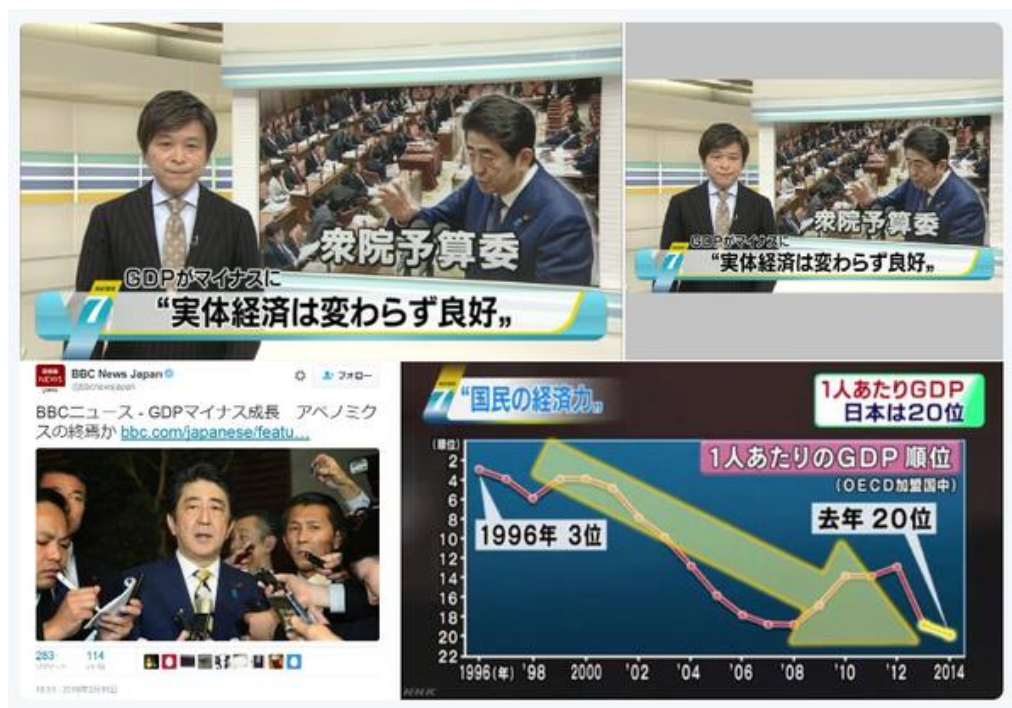 衆院予算委
GDPがマイナスに
7
“実体経済は変わらず良好„
衆院予算委
GDPがマイナスに
7
“実体経済は変わらず良好„
NEWS
BBC News Japan
@bbcnewsjapan
フォロー
BBCニュース - GDPマイナス成長 アベノミク
スの終焉か bbc.com/japanese/featu...
283
114
7
“国民の経済力„
1人あたりGDP
日本は20位
(順位)
1人あたりのGDP 順位
(OECD加盟国中)
1996年 3位
去年 20位
2
4
6
8
10
12
14
16
18
20
22
1996(年) '98 2000 '02 '04 '06 '08 '10 '12 2014
NHK